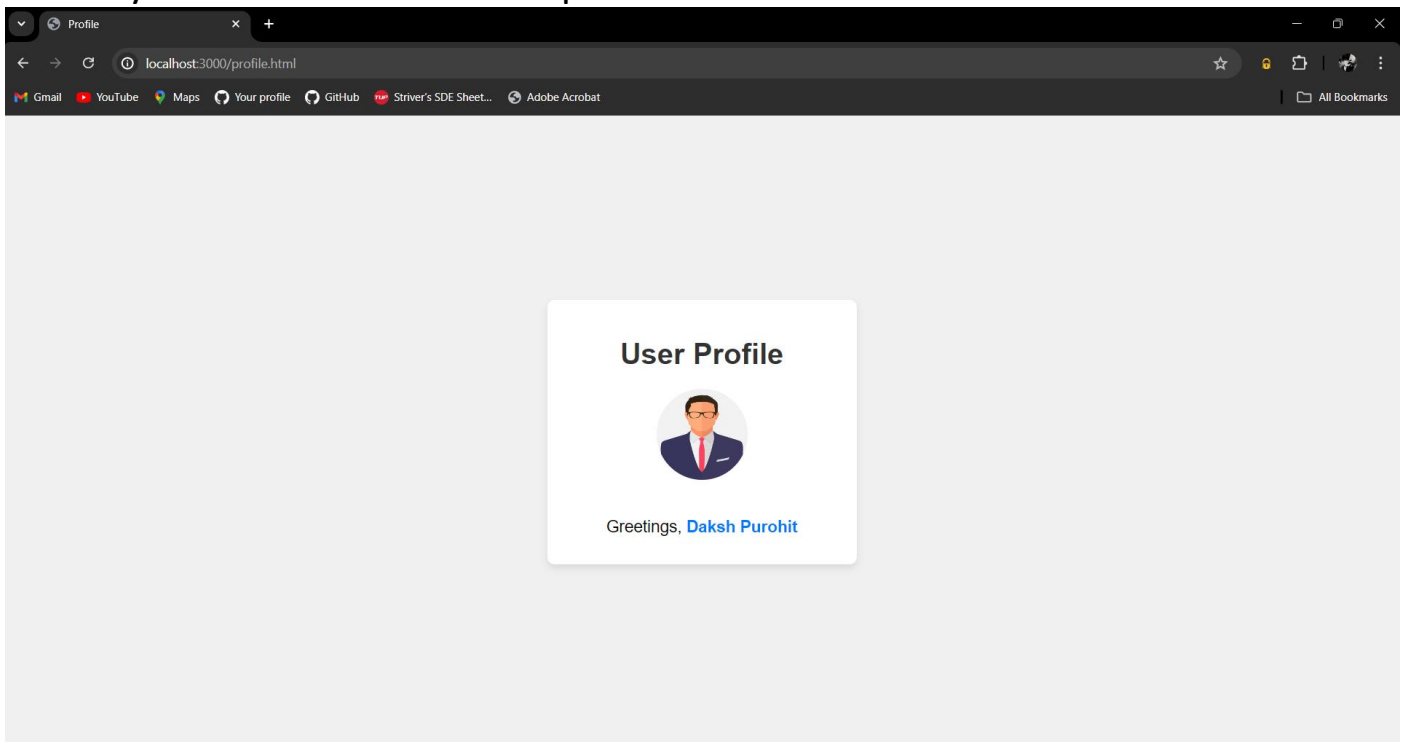 Profile
localhost:3000/profile.html
Gmail YouTube Maps Your profile GitHub Striver's SDE Sheet... Adobe Acrobat All Bookmarks
User Profile
Greetings, Daksh Purohit